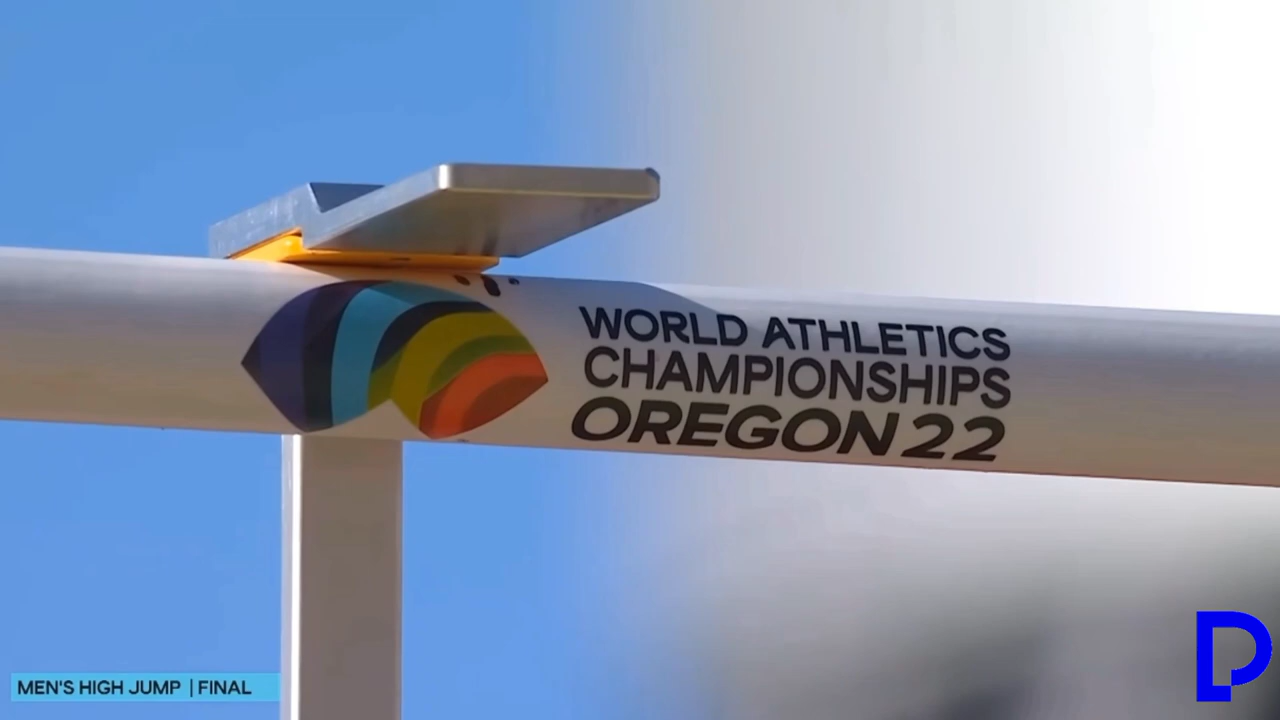 WORLD ATHLETICS
CHAMPIONSHIPS
OREGON22
MEN'S HIGH JUMP | FINAL